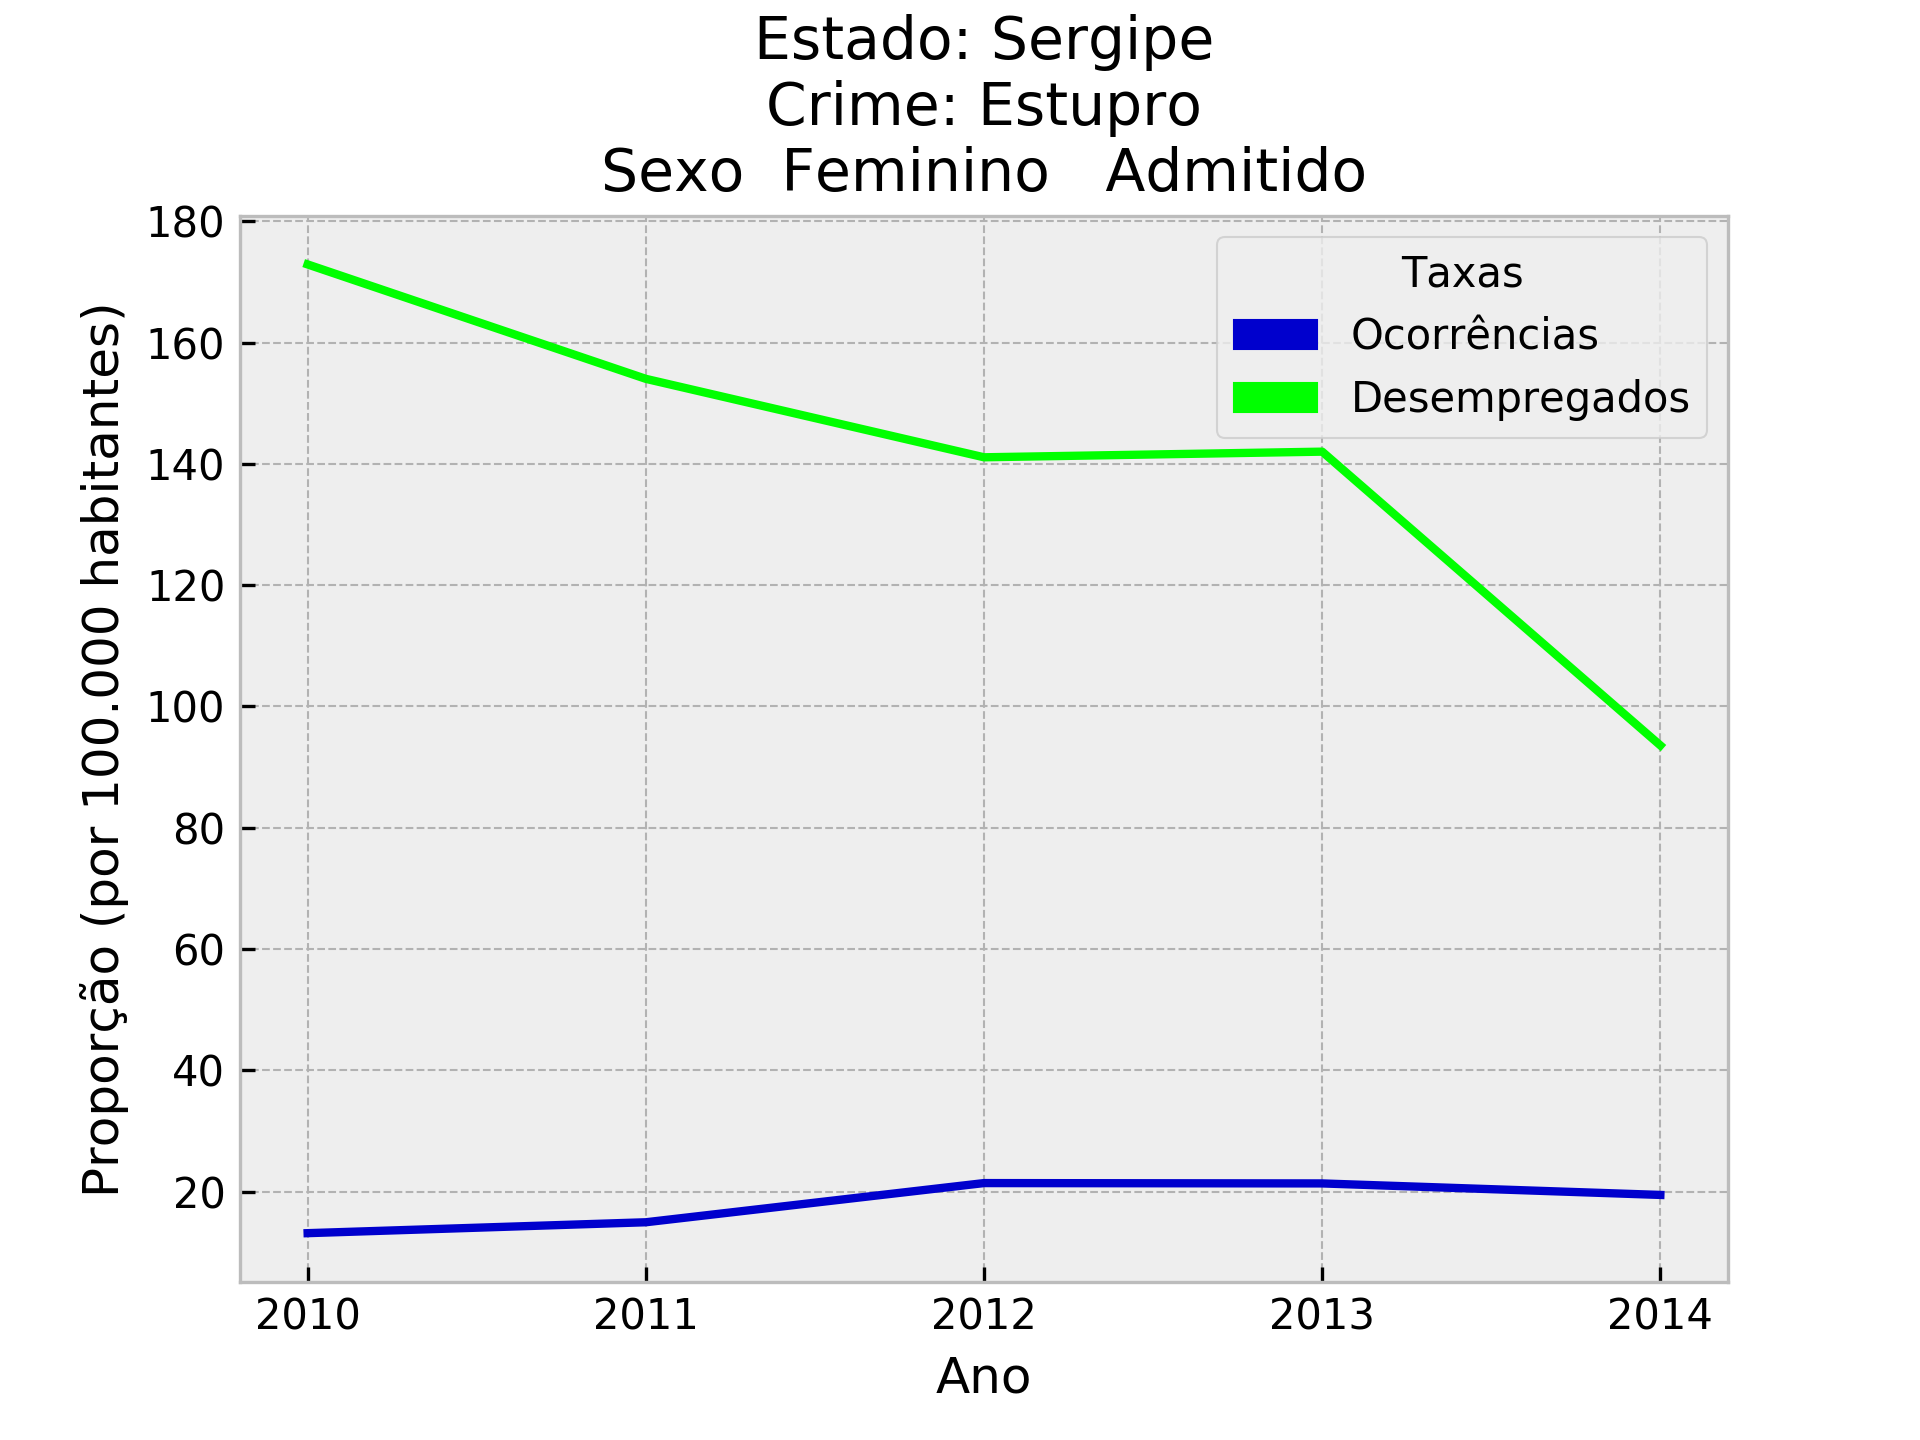 Estado: Sergipe
Crime: Estupro
Sexo  Feminino   Admitido
Proporção (por 100.000 habitantes)
180
160
140
120
100
80
60
40
20
Taxas
Ocorrências
Desempregados
2010 2011 2012 2013 2014
Ano